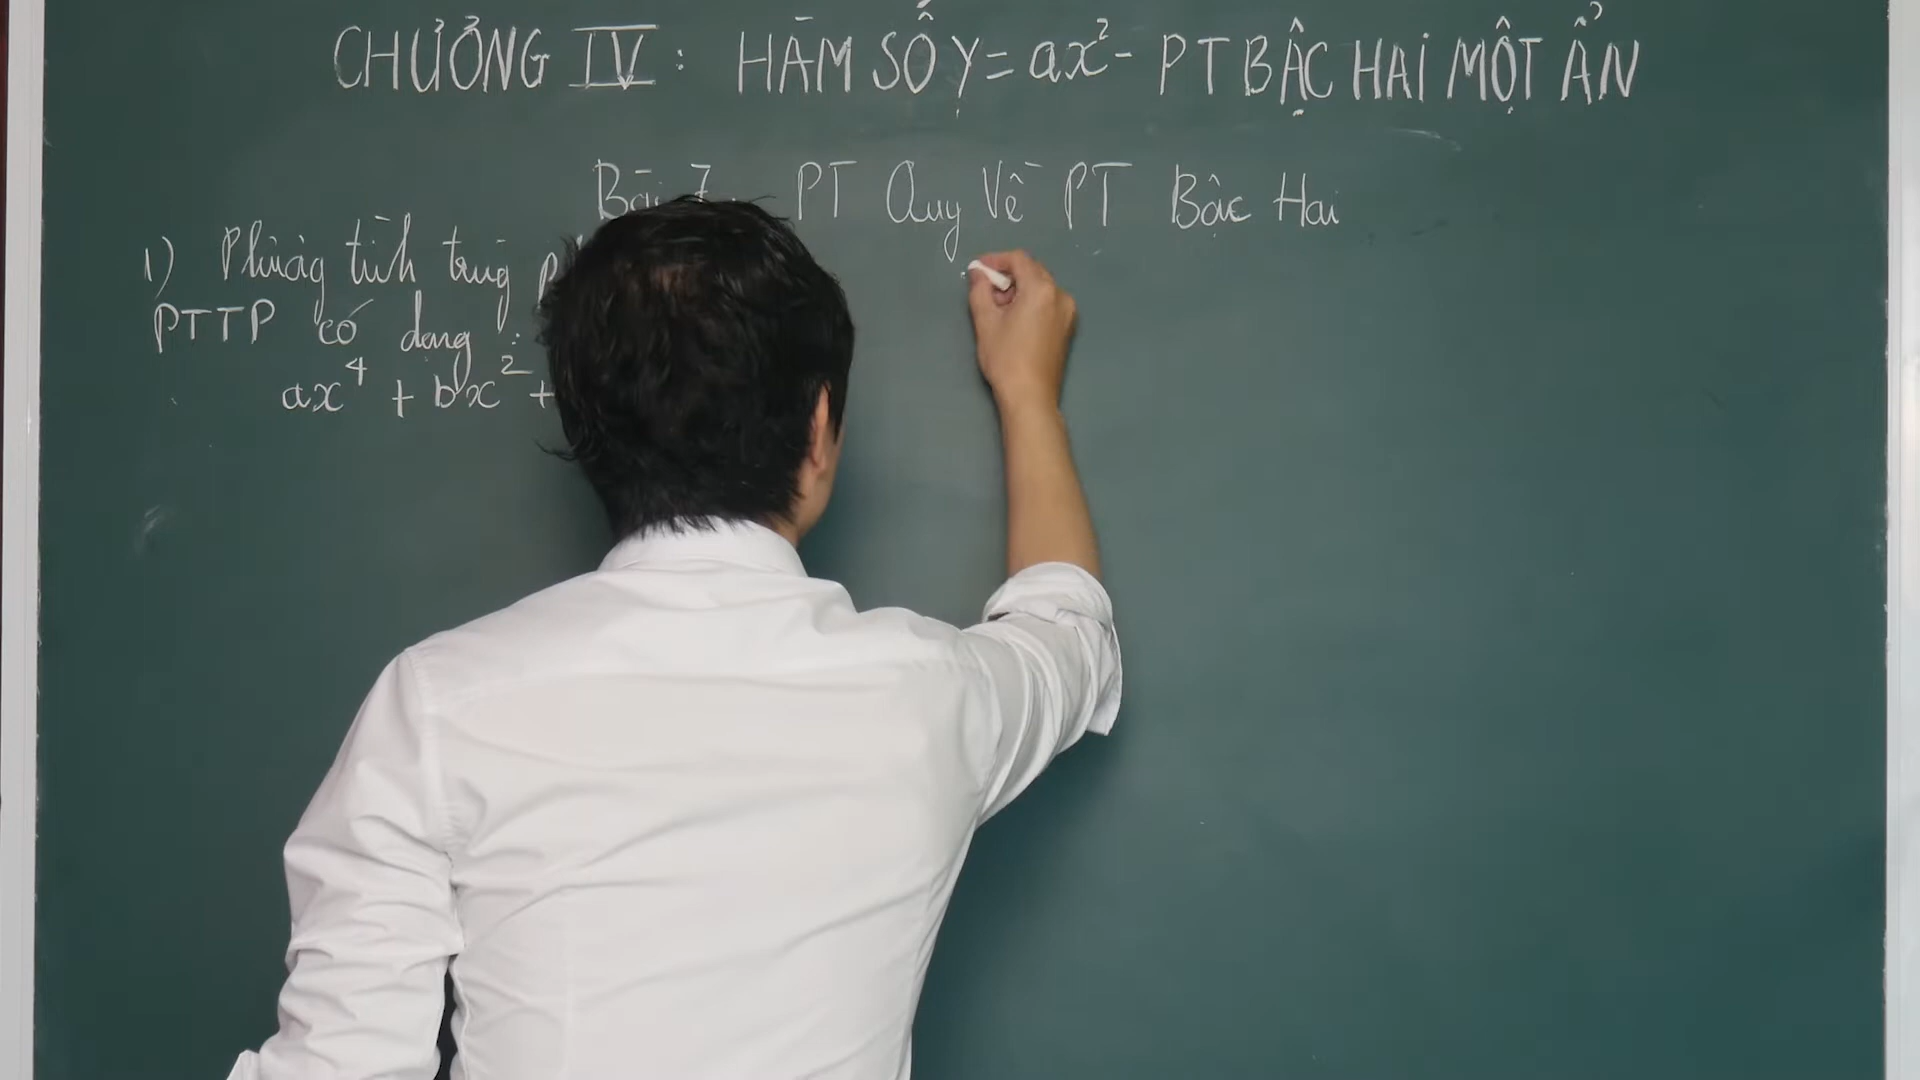 CHƯƠNG IV: HÀM SỐ Y = ax² - PT BẬC HAI MỘT ẨN
Bài 7: PT Quy Về PT Bậc Hai
1) Phương trình trùng
PTTP có dạng :
ax⁴ + bx² +